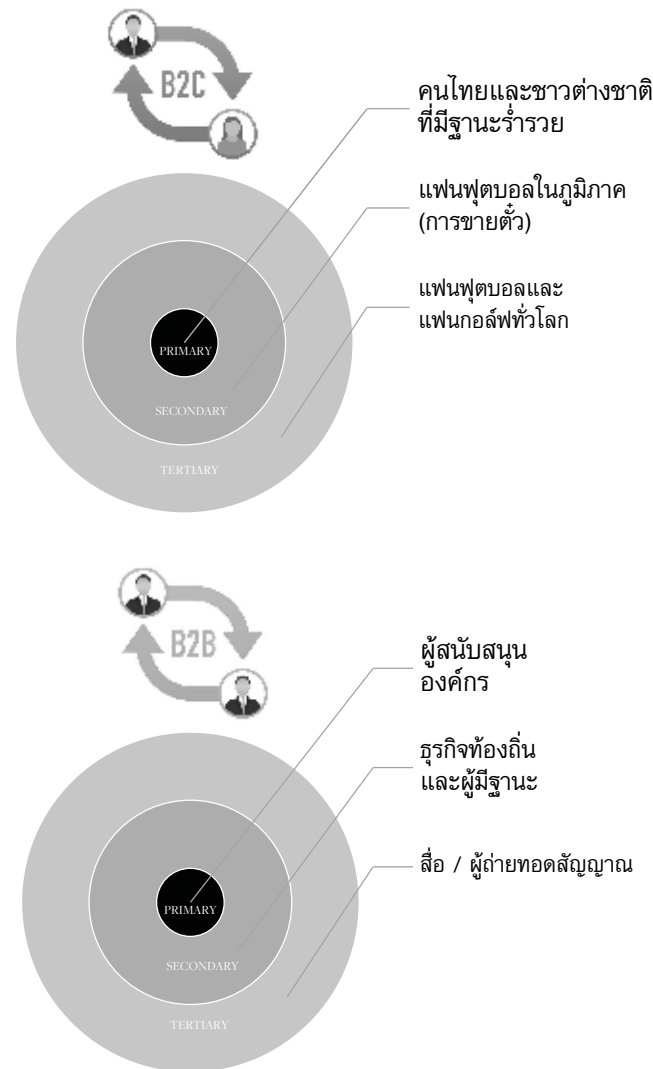 B2C
คนไทยและชาวต่างชาติ
ที่มีฐานะร่ำรวย
แฟนฟุตบอลในภูมิภาค
(การขายตั๋ว)
แฟนฟุตบอลและ
แฟนกอล์ฟทั่วโลก
PRIMARY
SECONDARY
TERTIARY
B2B
ผู้สนับสนุน
องค์กร
ธุรกิจท้องถิ่น
และผู้มีฐานะ
สื่อ / ผู้ถ่ายทอดสัญญาณ
PRIMARY
SECONDARY
TERTIARY